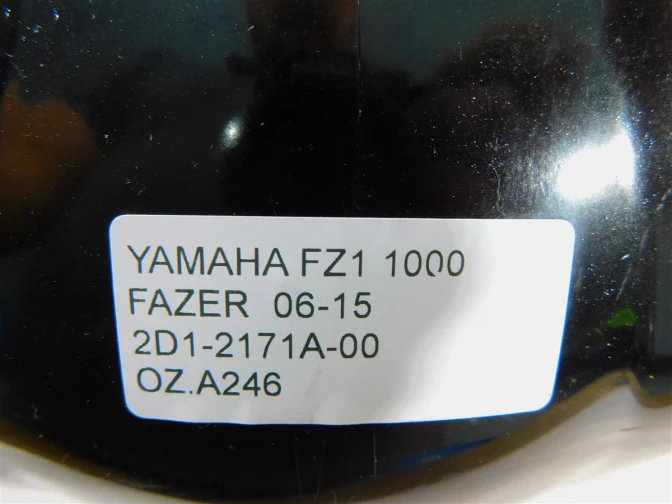 YAMAHA FZ1 1000
FAZER 06-15
2D1-2171A-00
OZ.A246